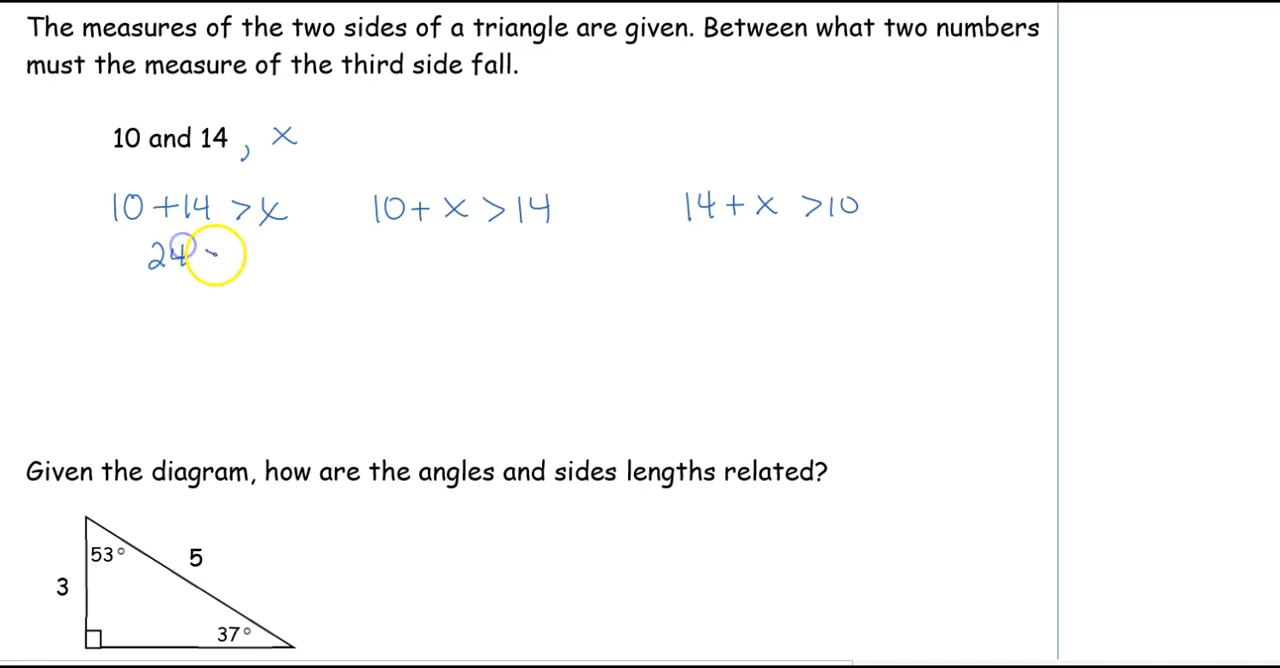 The measures of the two sides of a triangle are given. Between what two numbers
must the measure of the third side fall.
10 and 14 , x
10 + 14 > x 10 + x > 14 14 + x > 10
24
Given the diagram, how are the angles and sides lengths related?
53°
5
3
37°